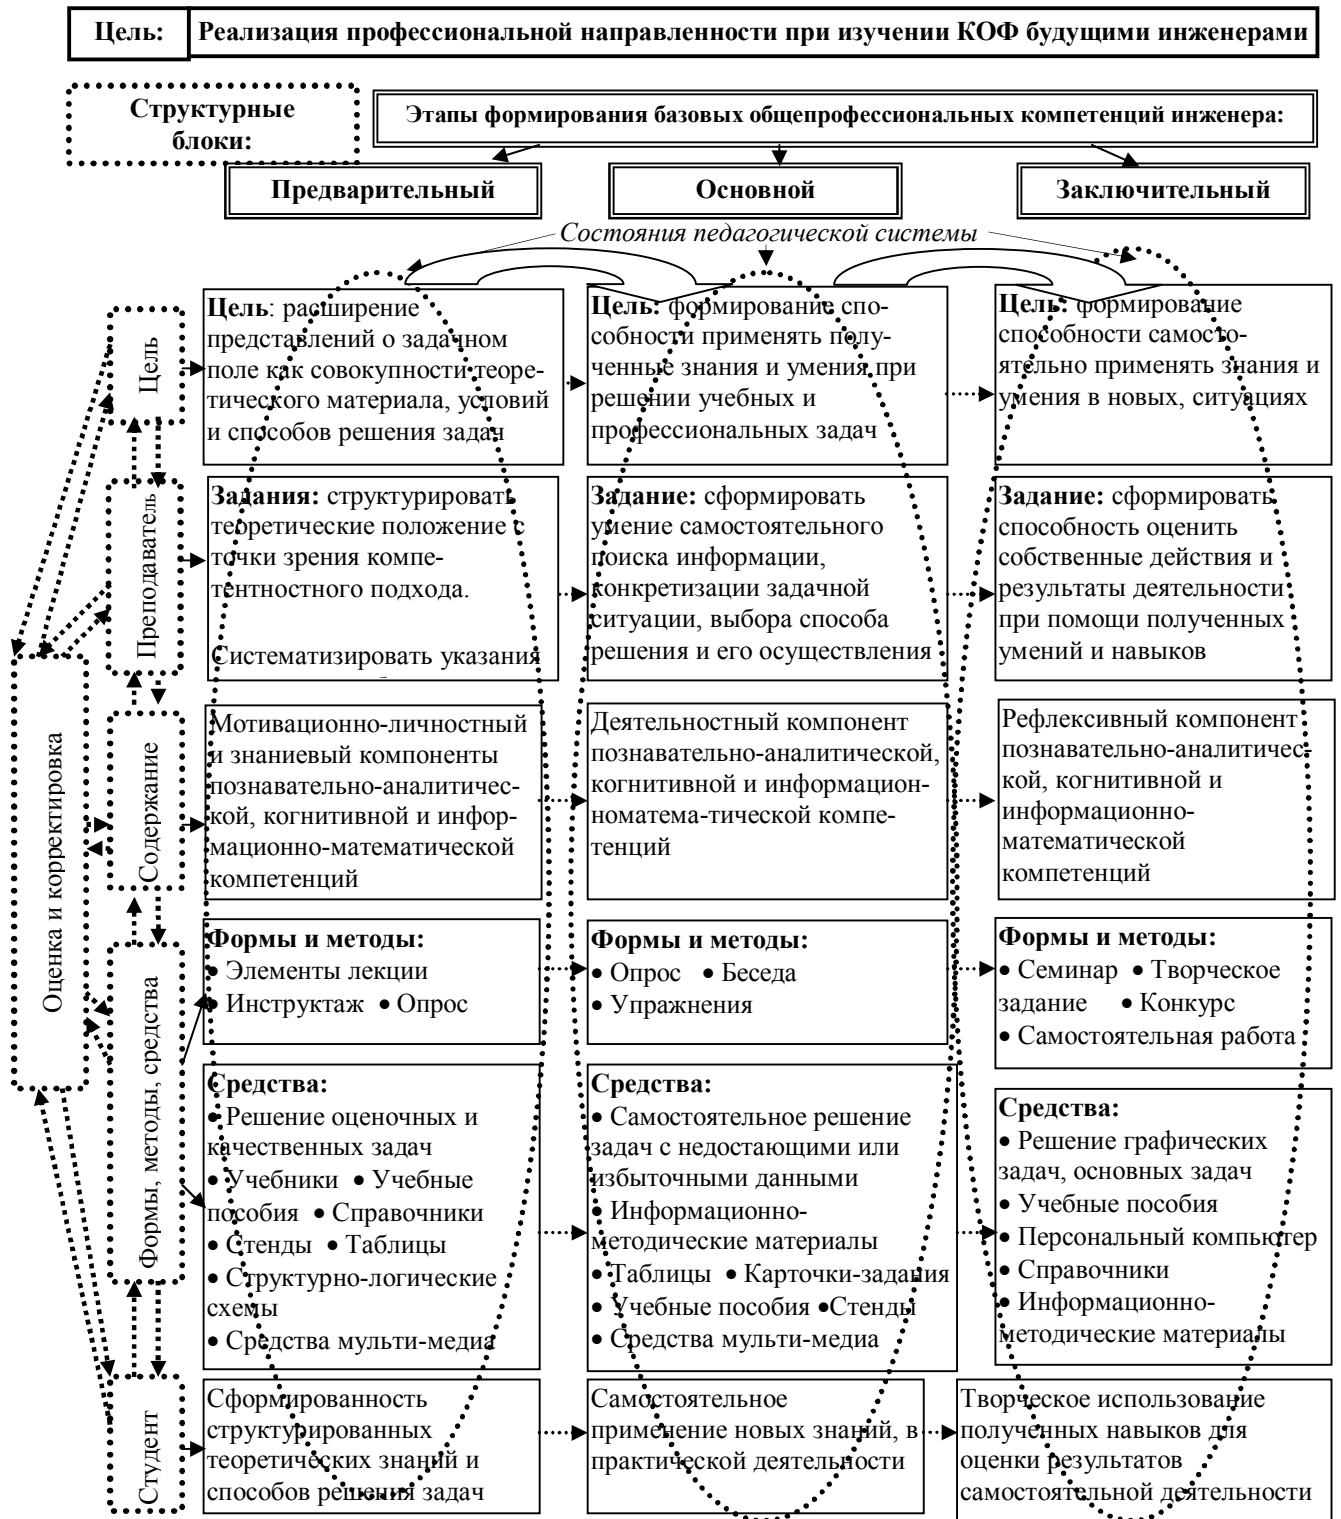 Цель: Реализация профессиональной направленности при изучении КОФ будущими инженерами
Структурные
блоки:
Этапы формирования базовых общепрофессиональных компетенций инженера:
Предварительный
Основной
Заключительный
Состояния педагогической системы
Цель
Цель: расширение
представлений о задачном
поле как совокупности теоре-
тического материала, условий
и способов решения задач
Цель: формирование спо-
собности применять полу-
ченные знания и умения при
решении учебных и
профессиональных задач
Цель: формирование
способности самосто-
ятельно применять знания и
умения в новых, ситуациях
Преподаватель
Задания: структурировать
теоретические положение с
точки зрения компе-
тентностного подхода.
Систематизировать указания
Задание: сформировать
умение самостоятельного
поиска информации,
конкретизации задачной
ситуации, выбора способа
решения и его осуществления
Задание: сформировать
способность оценить
собственные действия и
результаты деятельности
при помощи полученных
умений и навыков
Оценка и корректировка
Содержание
Мотивационно-личностный
и знаниевый компоненты
познавательно-аналитичес-
кой, когнитивной и инфор-
мационно-математической
компетенций
Деятельностный компонент
познавательно-аналитической,
когнитивной и информацион-
номатема-тической компе-
тенций
Рефлексивный компонент
познавательно-аналитичес-
кой, когнитивной и
информационно-
математической
компетенций
Формы, методы, средства
Формы и методы:
• Элементы лекции
• Инструктаж • Опрос
Формы и методы:
• Опрос • Беседа
• Упражнения
Формы и методы:
• Семинар • Творческое
задание • Конкурс
• Самостоятельная работа
Средства:
• Решение оценочных и
качественных задач
• Учебники • Учебные
пособия • Справочники
• Стенды • Таблицы
• Структурно-логические
схемы
• Средства мульти-медиа
Средства:
• Самостоятельное решение
задач с недостающими или
избыточными данными
• Информационно-
методические материалы
• Таблицы • Карточки-задания
• Учебные пособия •Стенды
• Средства мульти-медиа
Средства:
• Решение графических
задач, основных задач
• Учебные пособия
• Персональный компьютер
• Справочники
• Информационно-
методические материалы
Студент
Сформированность
структурированных
теоретических знаний и
способов решения задач
Самостоятельное
применение новых знаний, в
практической деятельности
Творческое использование
полученных навыков для
оценки результатов
самостоятельной деятельности